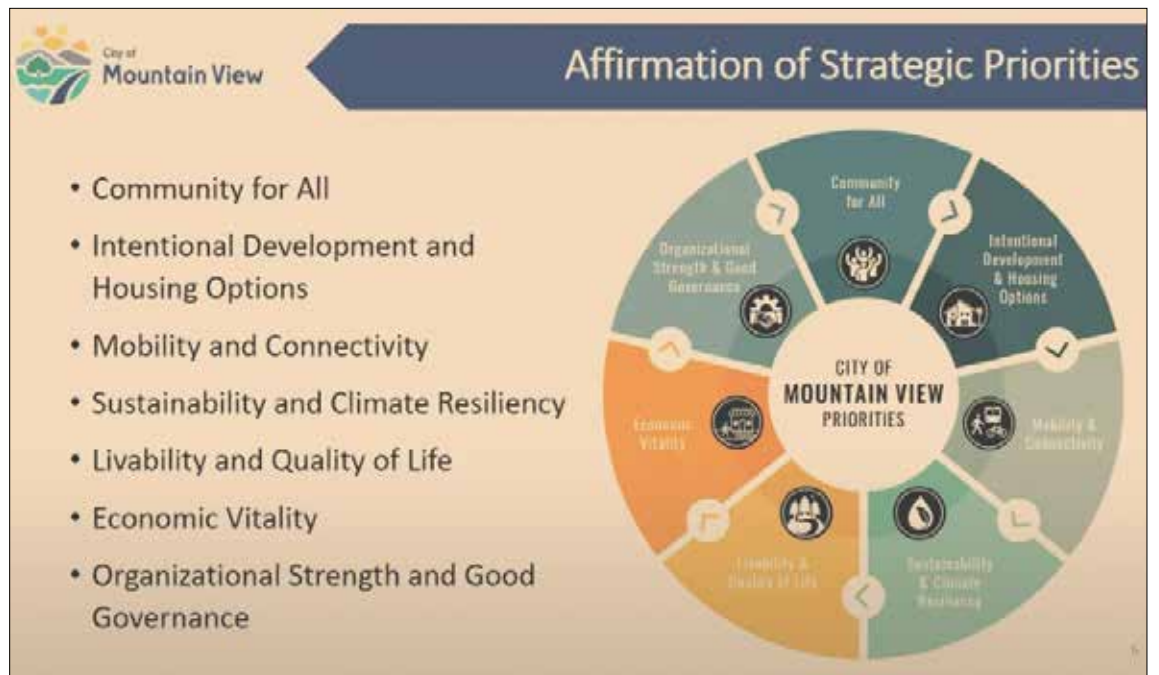 City of
Mountain View
Affirmation of Strategic Priorities
• Community for All
• Intentional Development and
Housing Options
• Mobility and Connectivity
• Sustainability and Climate Resiliency
• Livability and Quality of Life
• Economic Vitality
• Organizational Strength and Good
Governance
Community
for All
Intentional
Development
& Housing
Options
Mobility &
Connectivity
Sustainability
& Climate
Resiliency
Livability &
Quality of Life
Economic
Vitality
Organizational
Strength & Good
Governance
CITY OF
MOUNTAIN VIEW
PRIORITIES